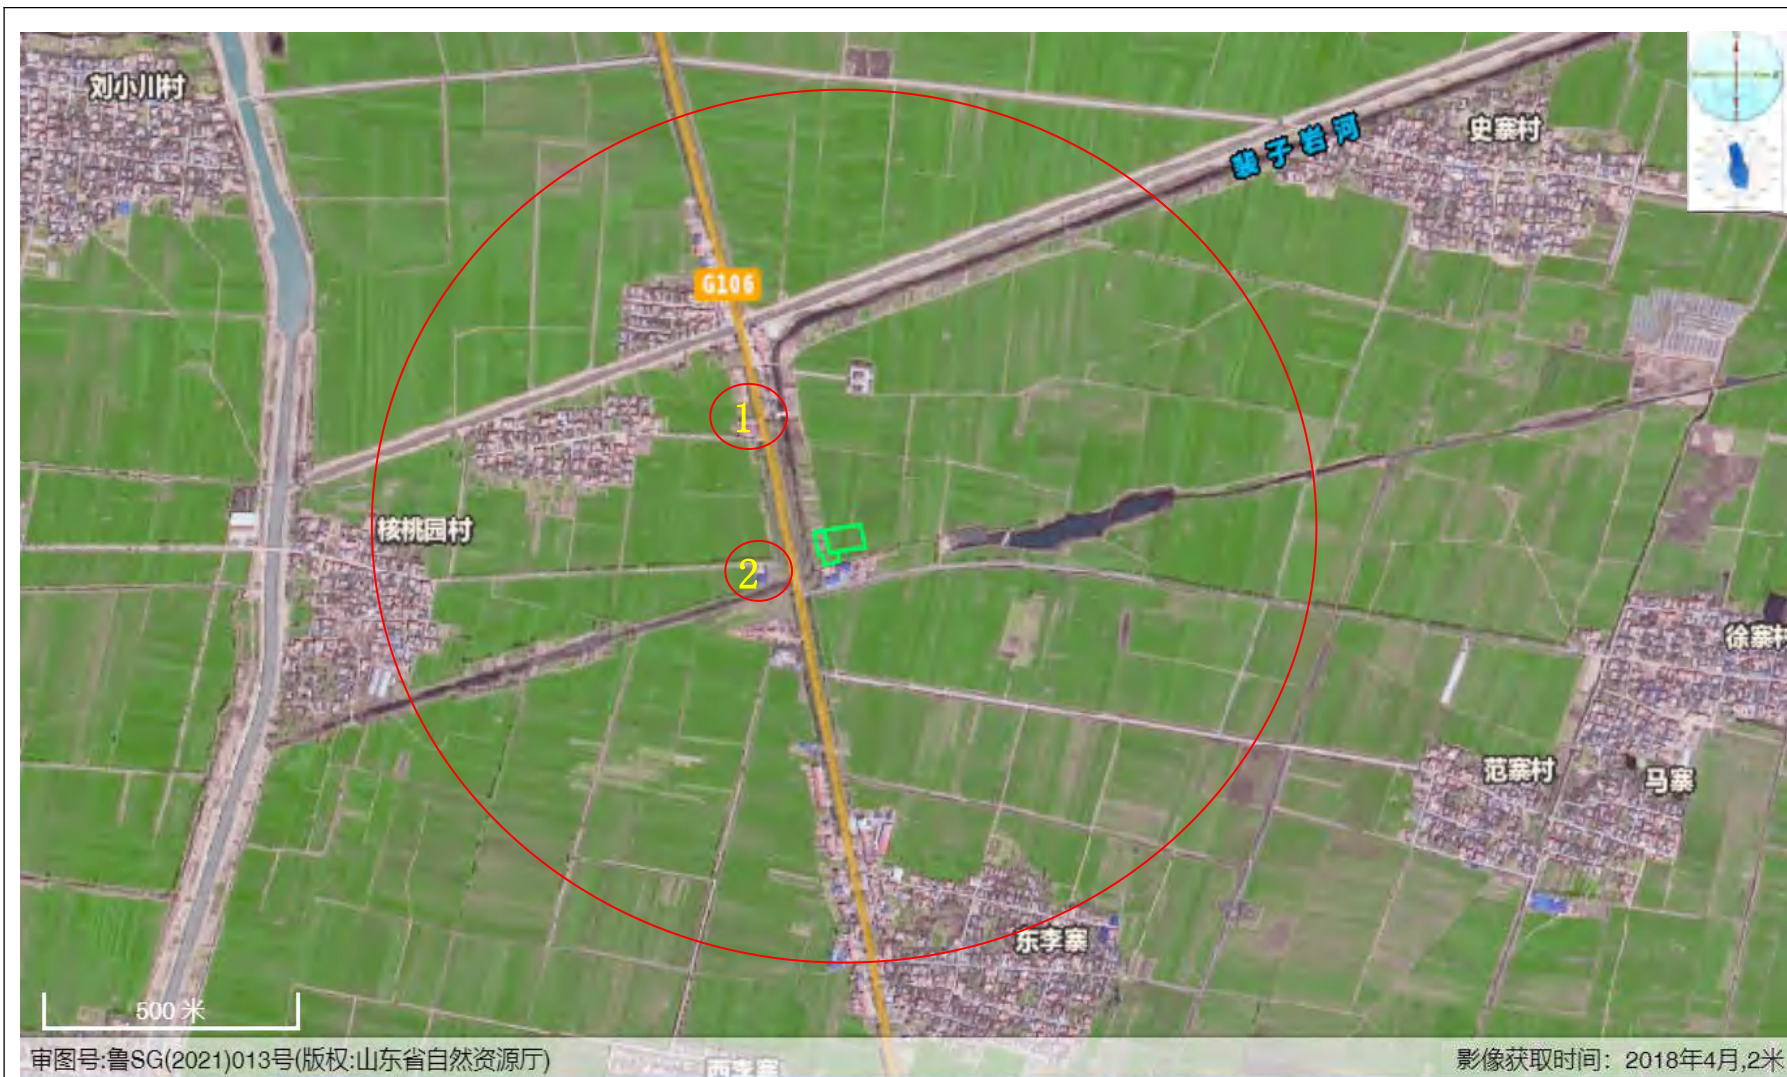 刘小川村
史寨村
裴子岩河
G106
1
核桃园村
2
徐寨村
范寨村
马寨
东李寨
500 米
西李寨
审图号:鲁SG(2021)013号(版权:山东省自然资源厅)
影像获取时间：2018年4月,2米